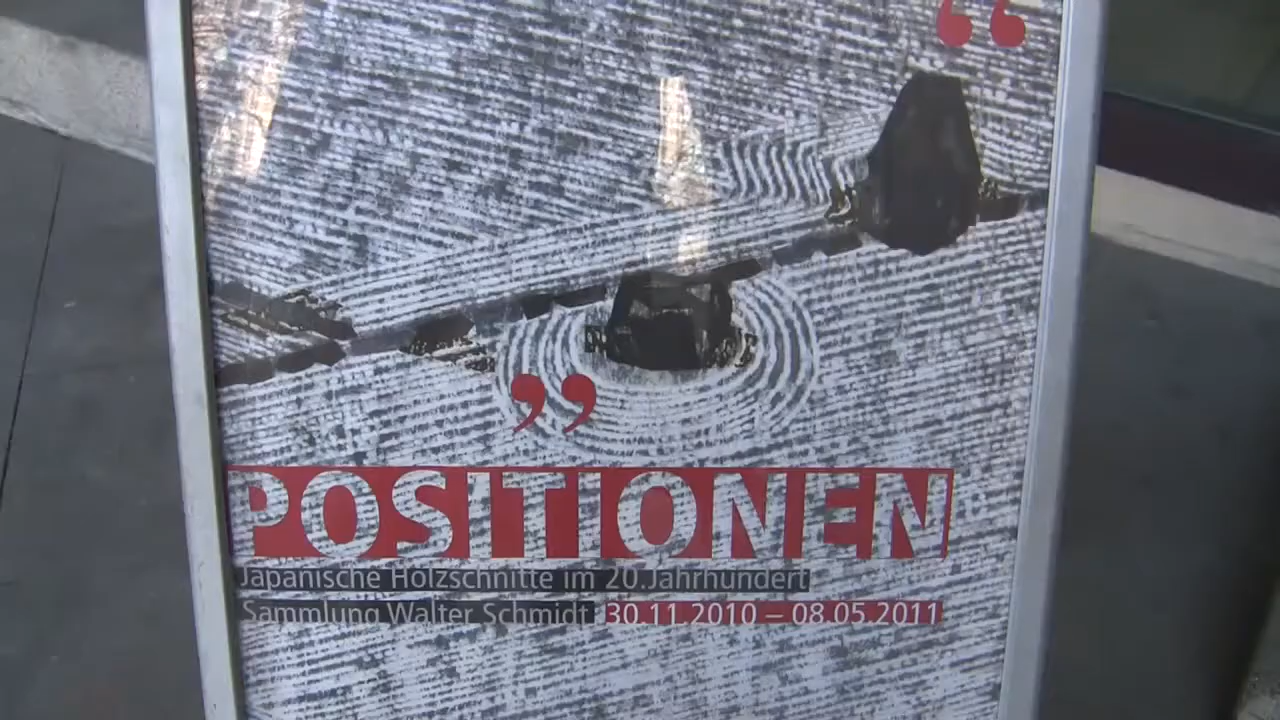 “
”
POSITIONEN
Japanische Holzschnitte im 20.Jahrhundert
Sammlung Walter Schmidt 30.11.2010 – 08.05.2011